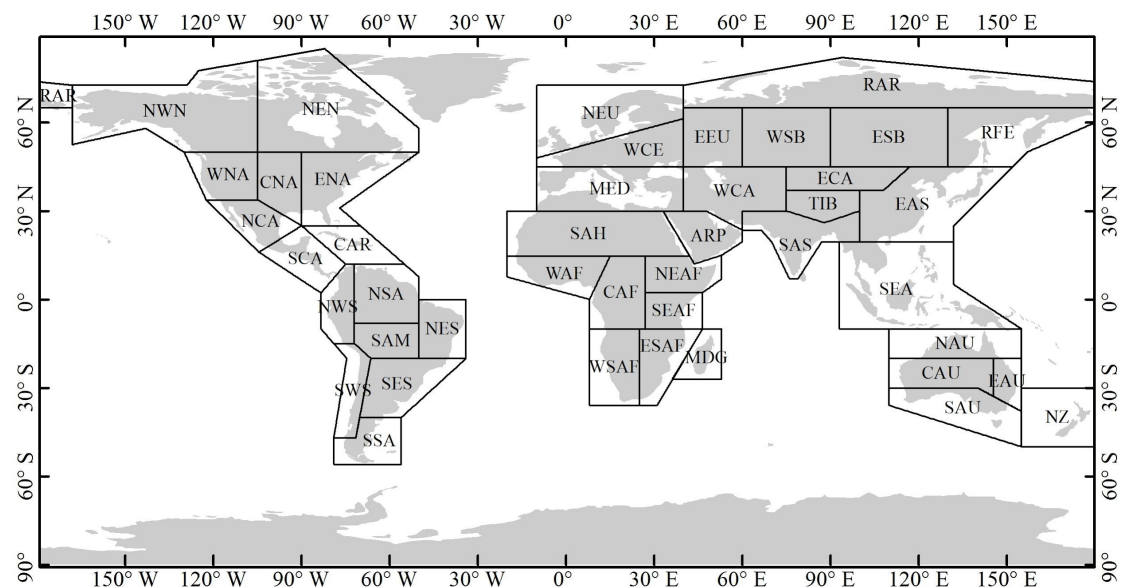 150° W 120° W 90° W 60° W 30° W 0° 30° E 60° E 90° E 120° E 150° E
RAR
RAR
NWN
NEN
NEU
60° N
60° N
EEU
WSB
ESB
RFE
WCE
WNA
CNA
ENA
MED
WCA
ECA
TIB
EAS
30° N
30° N
NCA
SAH
ARP
CAR
SCA
SAS
WAF
NEAF
CAF
NSA
SEA
0°
0°
NWS
SEAF
NES
SAM
ESAF
NAU
MDG
WSAF
CAU
EAU
SES
SWS
30° S
30° S
SAU
NZ
SSA
60° S
60° S
90°
90°
150° W 120° W 90° W 60° W 30° W 0° 30° E 60° E 90° E 120° E 150° E